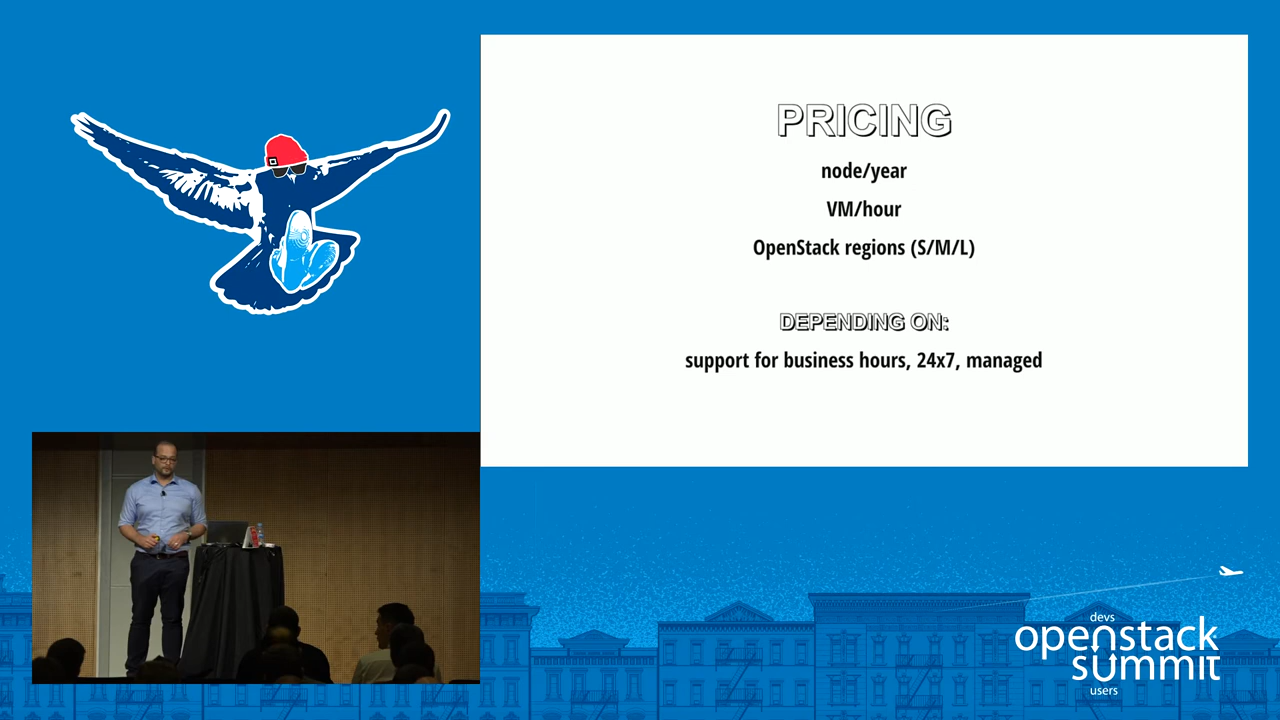 PRICING
node/year
VM/hour
OpenStack regions (S/M/L)
DEPENDING ON:
support for business hours, 24x7, managed
devs
openstack
summit
users